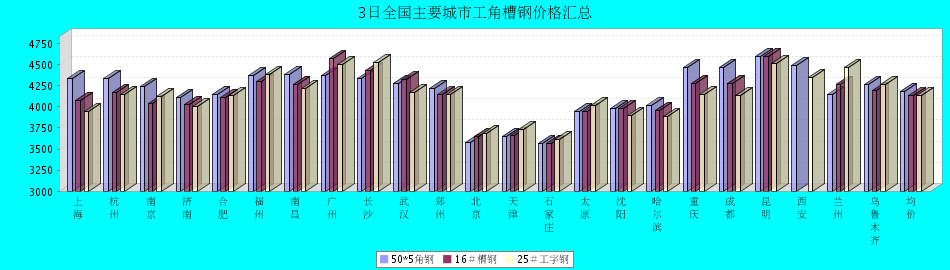 3日全国主要城市工角槽钢价格汇总
4750
4500
4250
4000
3750
3500
3250
3000
上海 杭州 南京 济南 合肥 福州 南昌 广州 长沙 武汉 郑州 北京 天津 石家庄 太原 沈阳 哈尔滨 重庆 成都 昆明 西安 兰州 乌鲁木齐 均价
50*5角钢 16#槽钢 25#工字钢